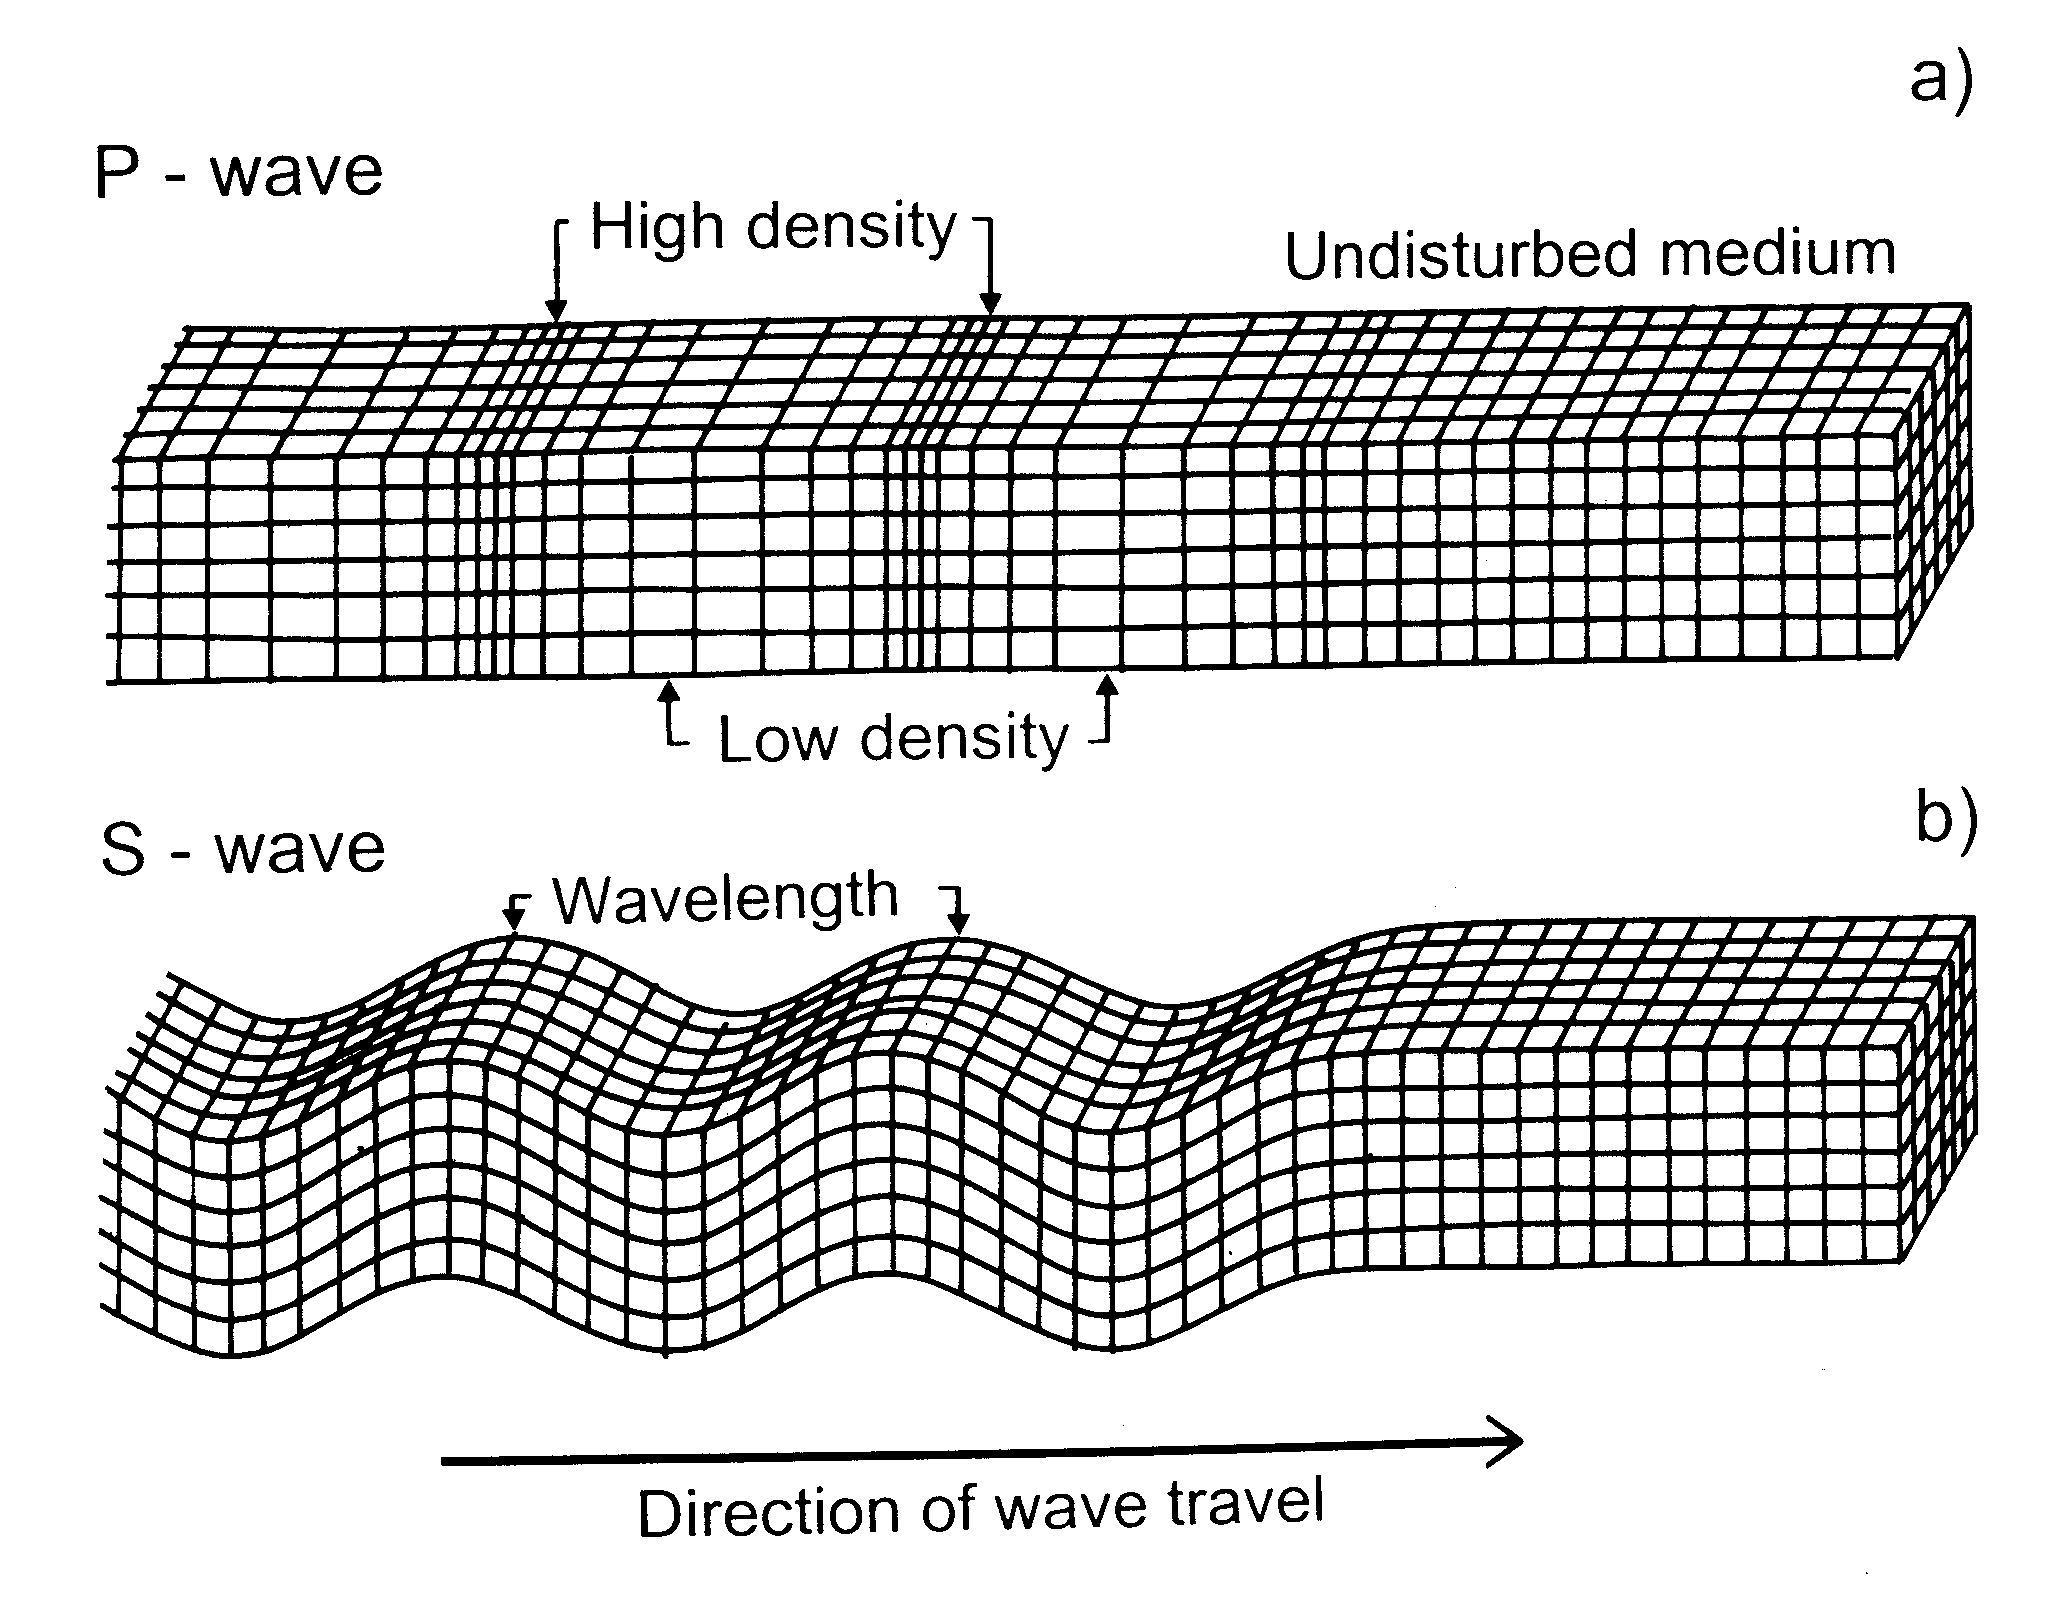 a)
P - wave
High density
Undisturbed medium
Low density
b)
S - wave
Wavelength
Direction of wave travel